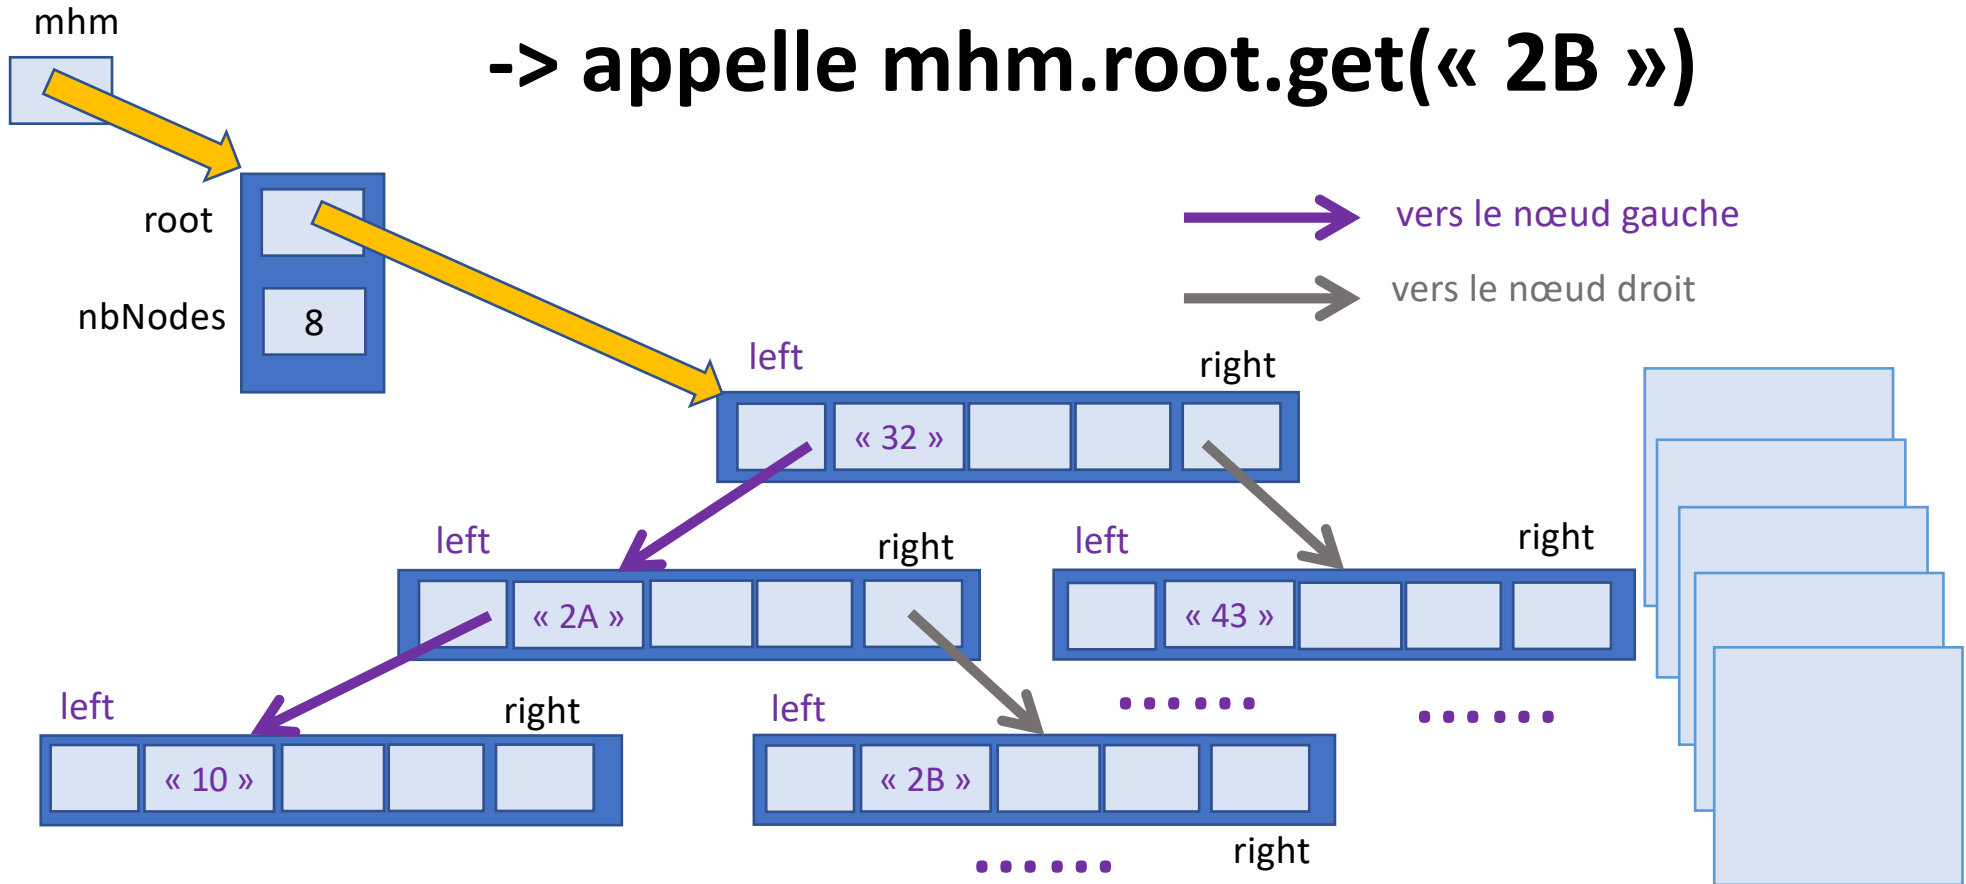 mhm
-> appelle mhm.root.get(« 2B »)
root
vers le nœud gauche
vers le nœud droit
nbNodes
8
left
right
« 32 »
left
right
left
right
« 2A »
« 43 »
left
right
left
......
......
« 10 »
« 2B »
right
......